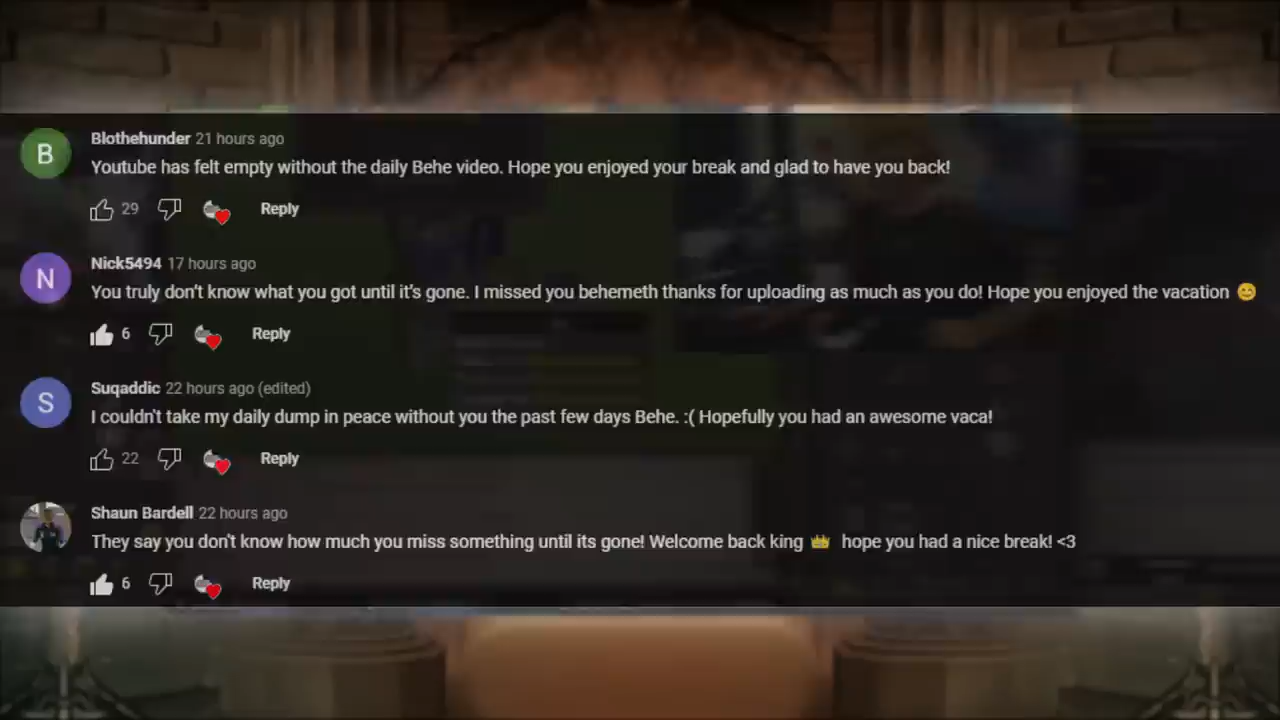 B
Blothehunder 21 hours ago
Youtube has felt empty without the daily Behe video. Hope you enjoyed your break and glad to have you back!
29 Reply
N
Nick5494 17 hours ago
You truly don't know what you got until it's gone. I missed you behemeth thanks for uploading as much as you do! Hope you enjoyed the vacation 😊
6 Reply
S
Suqaddic 22 hours ago (edited)
I couldn't take my daily dump in peace without you the past few days Behe. :( Hopefully you had an awesome vaca!
22 Reply
Shaun Bardell 22 hours ago
They say you don't know how much you miss something until its gone! Welcome back king 👑 hope you had a nice break! <3
6 Reply